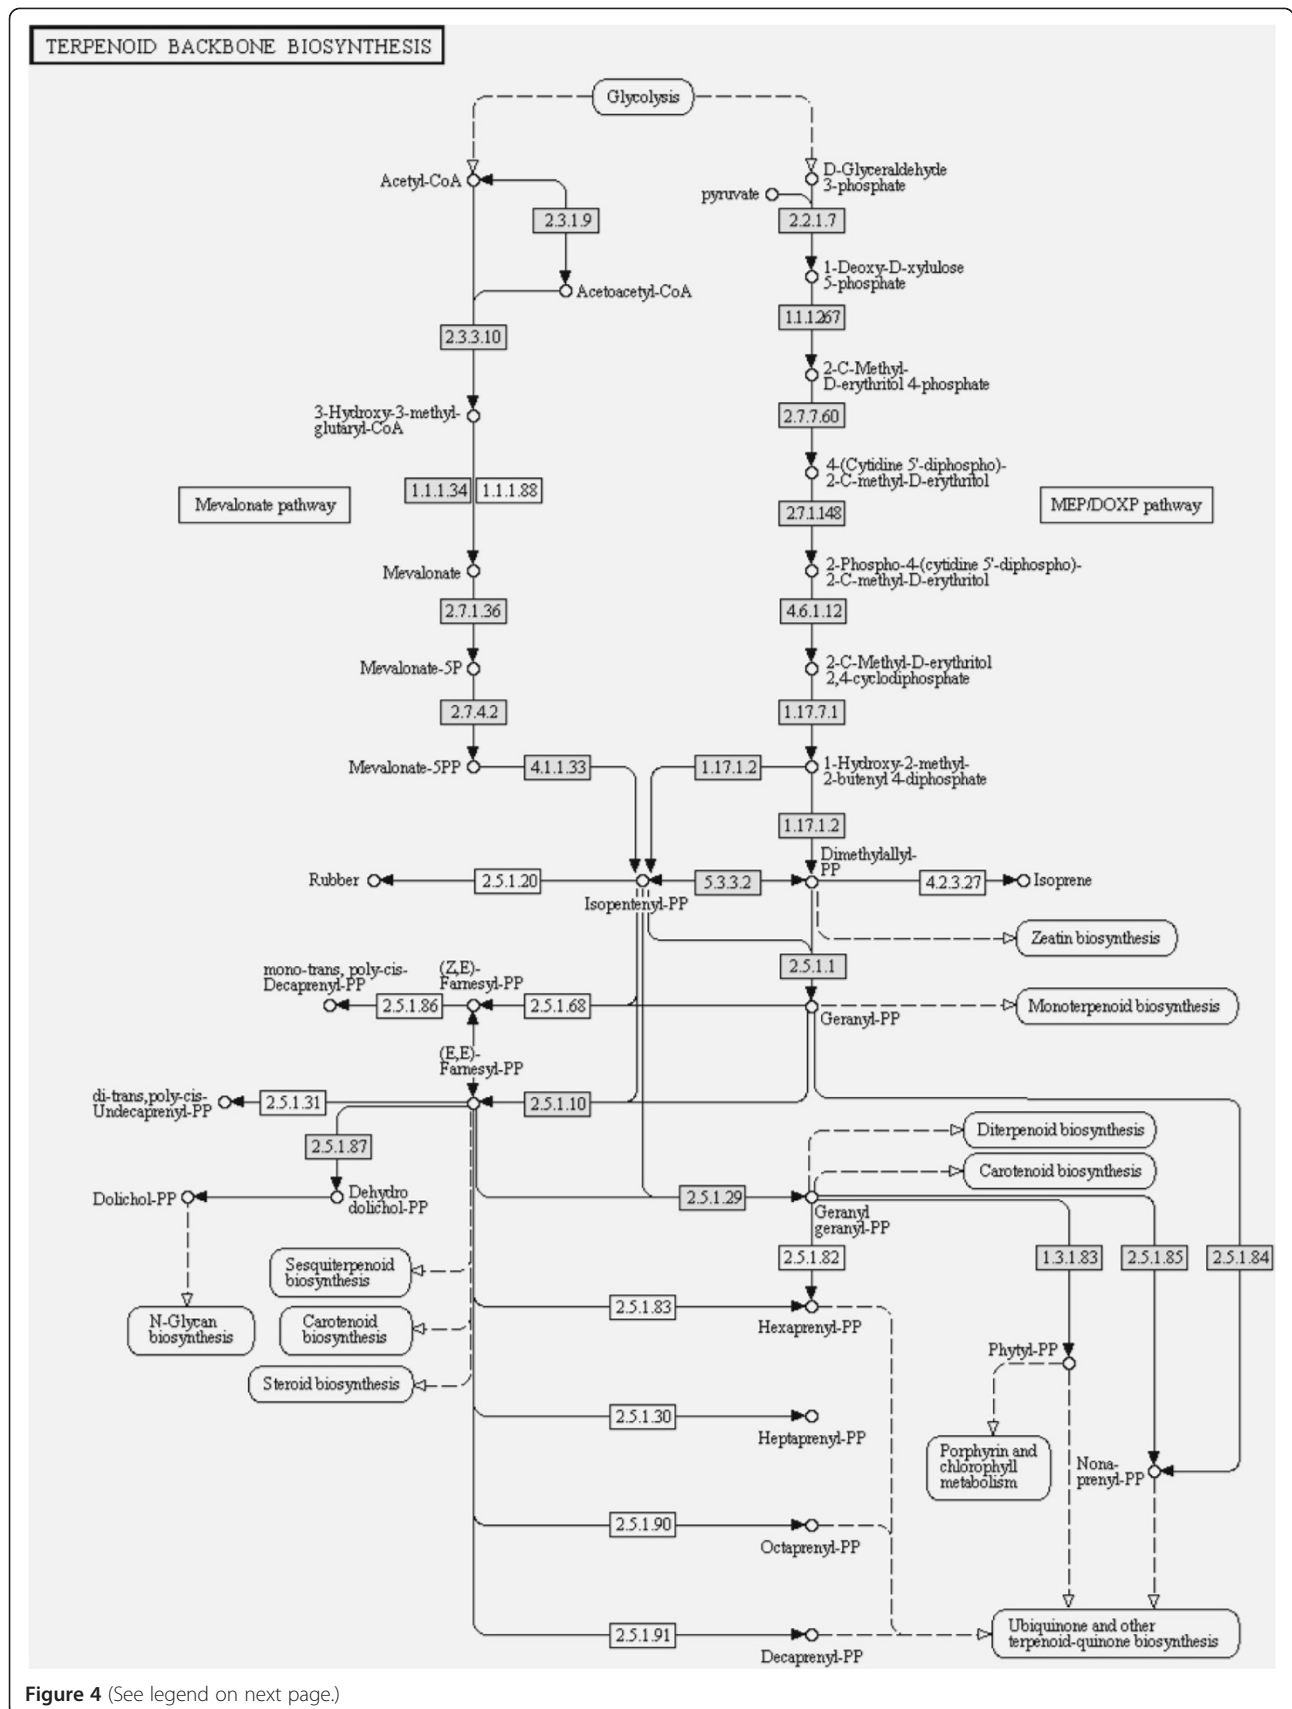 TERPENOID BACKBONE BIOSYNTHESIS
Glycolysis
Acetyl-CoA
D-Glyceraldehyde
3-phosphate
pyruvate
2.3.1.9
2.2.1.7
Acetoacetyl-CoA
1-Deoxy-D-xylulose
5-phosphate
2.3.3.10
1.1.1.267
2-C-Methyl-
D-erythritol 4-phosphate
3-Hydroxy-3-methyl-
glutaryl-CoA
2.7.7.60
4-(Cytidine 5'-diphospho)-
2-C-methyl-D-erythritol
1.1.1.34
1.1.1.88
Mevalonate pathway
MEP/DOXP pathway
2.7.1.148
Mevalonate
2-Phospho-4-(cytidine 5'-diphospho)-
2-C-methyl-D-erythritol
2.7.1.36
4.6.1.12
Mevalonate-5P
2-C-Methyl-D-erythritol
2,4-cyclodiphosphate
2.7.4.2
1.17.7.1
Mevalonate-5PP
4.1.1.33
1.17.1.2
1-Hydroxy-2-methyl-
2-butenyl 4-diphosphate
1.17.1.2
Dimethylallyl-
PP
Rubber
2.5.1.20
5.3.3.2
4.2.3.27
Isoprene
Isopentenyl-PP
Zeatin biosynthesis
2.5.1.1
mono-trans, poly-cis-
Decaprenyl-PP
(Z,E)-
Farnesyl-PP
2.5.1.86
2.5.1.68
Geranyl-PP
Monoterpenoid biosynthesis
(E,E)-
Farnesyl-PP
di-trans,poly-cis-
Undecaprenyl-PP
2.5.1.31
2.5.1.10
2.5.1.87
Diterpenoid biosynthesis
Carotenoid biosynthesis
Dolichol-PP
Dehydro
dolichol-PP
2.5.1.29
Geranyl
geranyl-PP
2.5.1.82
1.3.1.83
2.5.1.85
2.5.1.84
Sesquiterpenoid
biosynthesis
N-Glycan
biosynthesis
Carotenoid
biosynthesis
2.5.1.83
Hexaprenyl-PP
Phytyl-PP
Steroid biosynthesis
2.5.1.30
Heptaprenyl-PP
Porphyrin and
chlorophyll
metabolism
Nona-
prenyl-PP
2.5.1.90
Octaprenyl-PP
2.5.1.91
Decaprenyl-PP
Ubiquinone and other
terpenoid-quinone biosynthesis
Figure 4 (See legend on next page.)